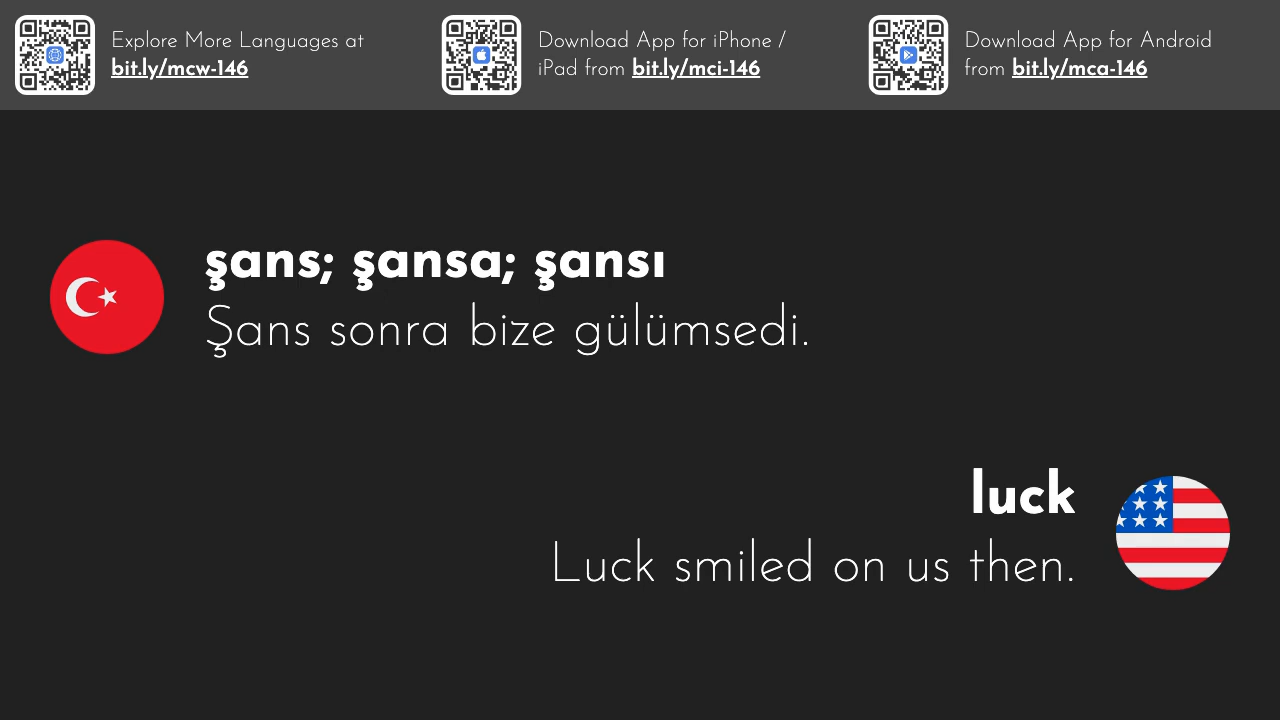 Explore More Languages at
bit.ly/mcw-146
Download App for iPhone /
iPad from bit.ly/mci-146
Download App for Android
from bit.ly/mca-146
şans; şansa; şansı
Şans sonra bize gülümsedi.
luck
Luck smiled on us then.